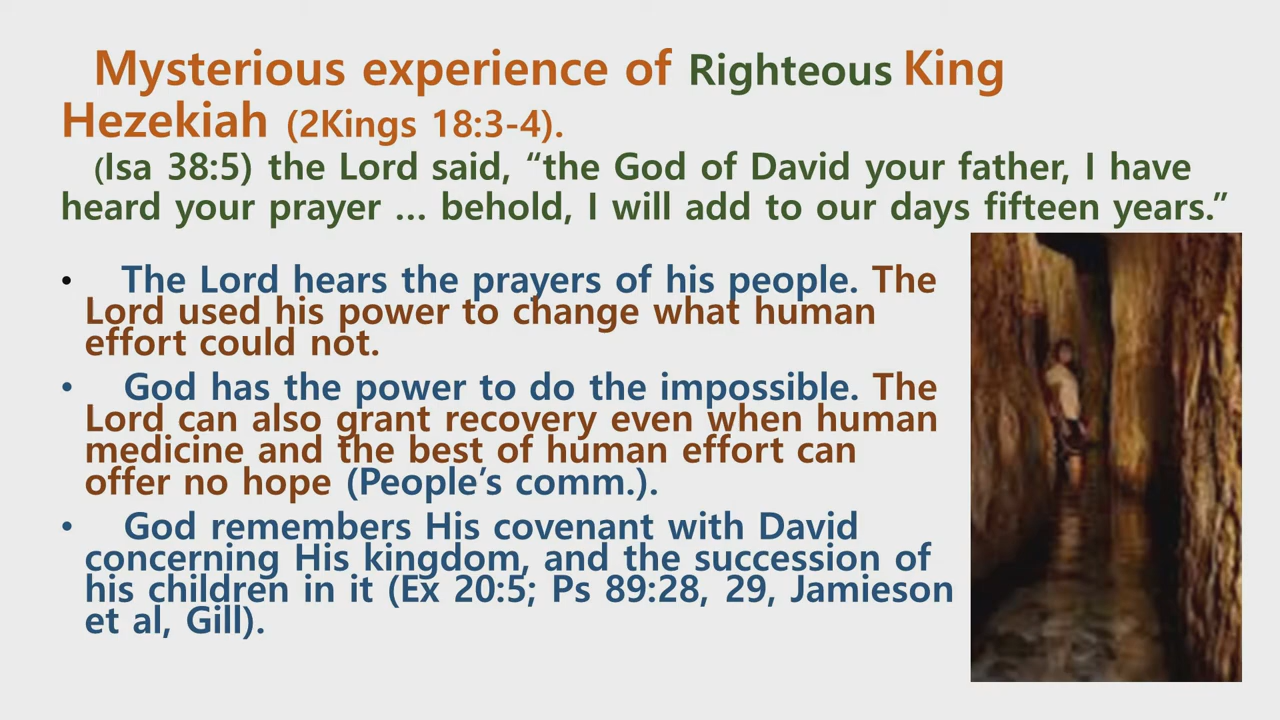 Mysterious experience of Righteous King
Hezekiah (2Kings 18:3-4).
(Isa 38:5) the Lord said, “the God of David your father, I have
heard your prayer ... behold, I will add to our days fifteen years.”
• The Lord hears the prayers of his people. The
Lord used his power to change what human
effort could not.
• God has the power to do the impossible. The
Lord can also grant recovery even when human
medicine and the best of human effort can
offer no hope (People’s comm.).
• God remembers His covenant with David
concerning His kingdom, and the succession of
his children in it (Ex 20:5; Ps 89:28, 29, Jamieson
et al, Gill).